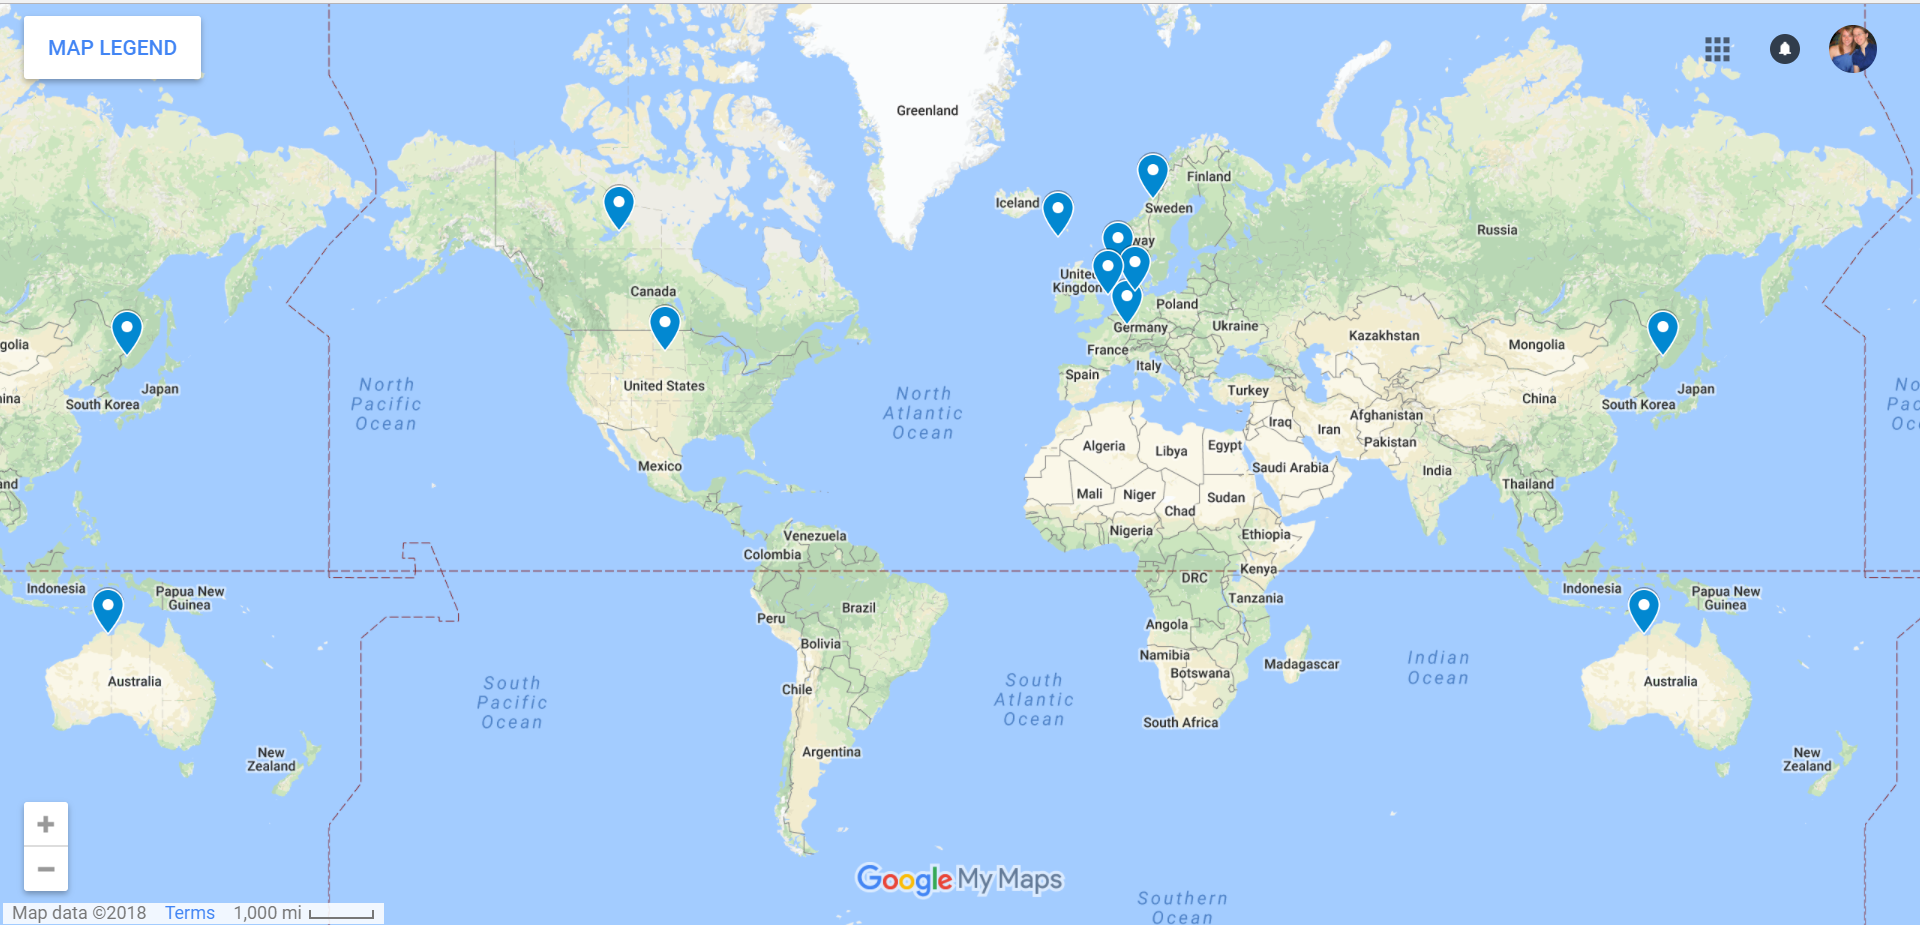 MAP LEGEND
Greenland
Finland
Iceland
Sweden
Russia
way
United
Kingdom
Canada
Poland
Germany
Ukraine
Kazakhstan
Mongolia
golia
France
Italy
Spain
Turkey
United States
Japan
South Korea
ina
North
Pacific
Ocean
North
Atlantic
Ocean
China
Japan
South Korea
No
Pac
Oc
Afghanistan
Iraq
Iran
Pakistan
Algeria
Libya
Egypt
Saudi Arabia
India
Mexico
Mali
Niger
Chad
Sudan
Thailand
and
Nigeria
Ethiopia
Venezuela
Colombia
DRC
Kenya
Tanzania
Indonesia
Papua New
Guinea
Brazil
Peru
Bolivia
Angola
Indonesia
Papua New
Guinea
Namibia
Botswana
Madagascar
Indian
Ocean
Australia
South
Pacific
Ocean
Chile
South
Atlantic
Ocean
Australia
South Africa
Argentina
New
Zealand
New
Zealand
+
−
Google My Maps
Southern
Ocean
Map data ©2018 Terms 1,000 mi